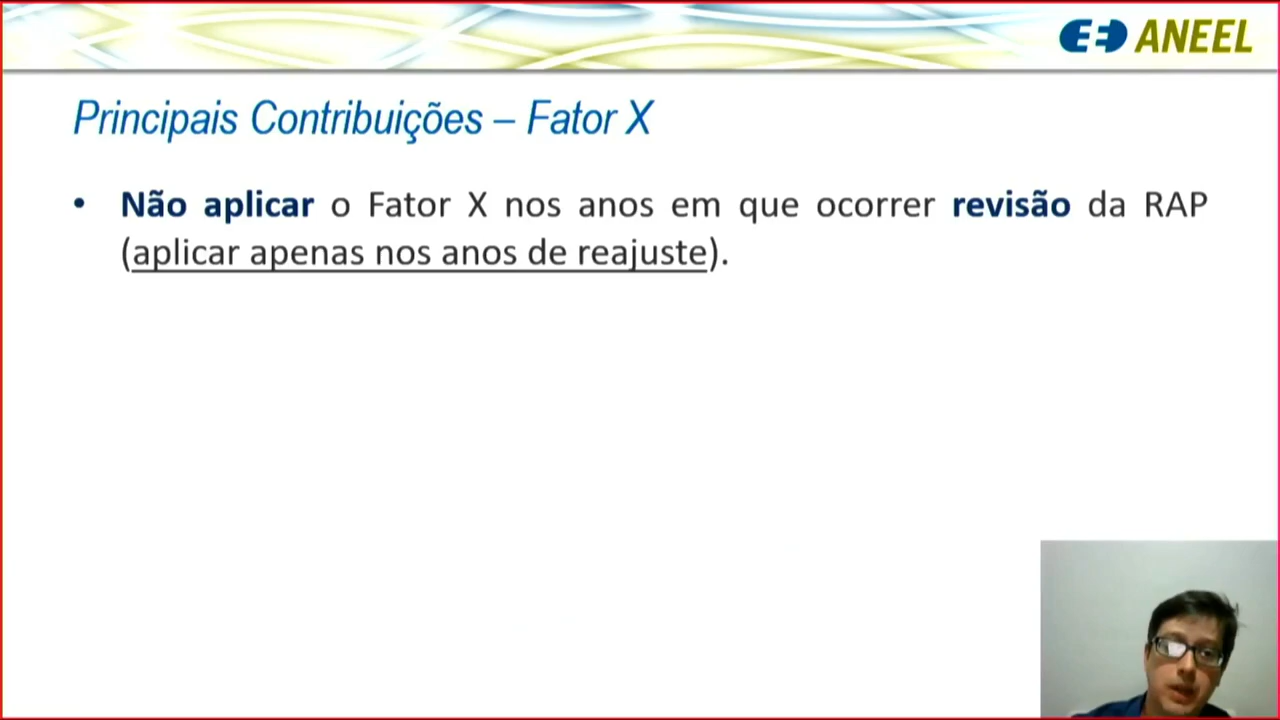 ANEEL
Principais Contribuições – Fator X
• Não aplicar o Fator X nos anos em que ocorrer revisão da RAP
(aplicar apenas nos anos de reajuste).